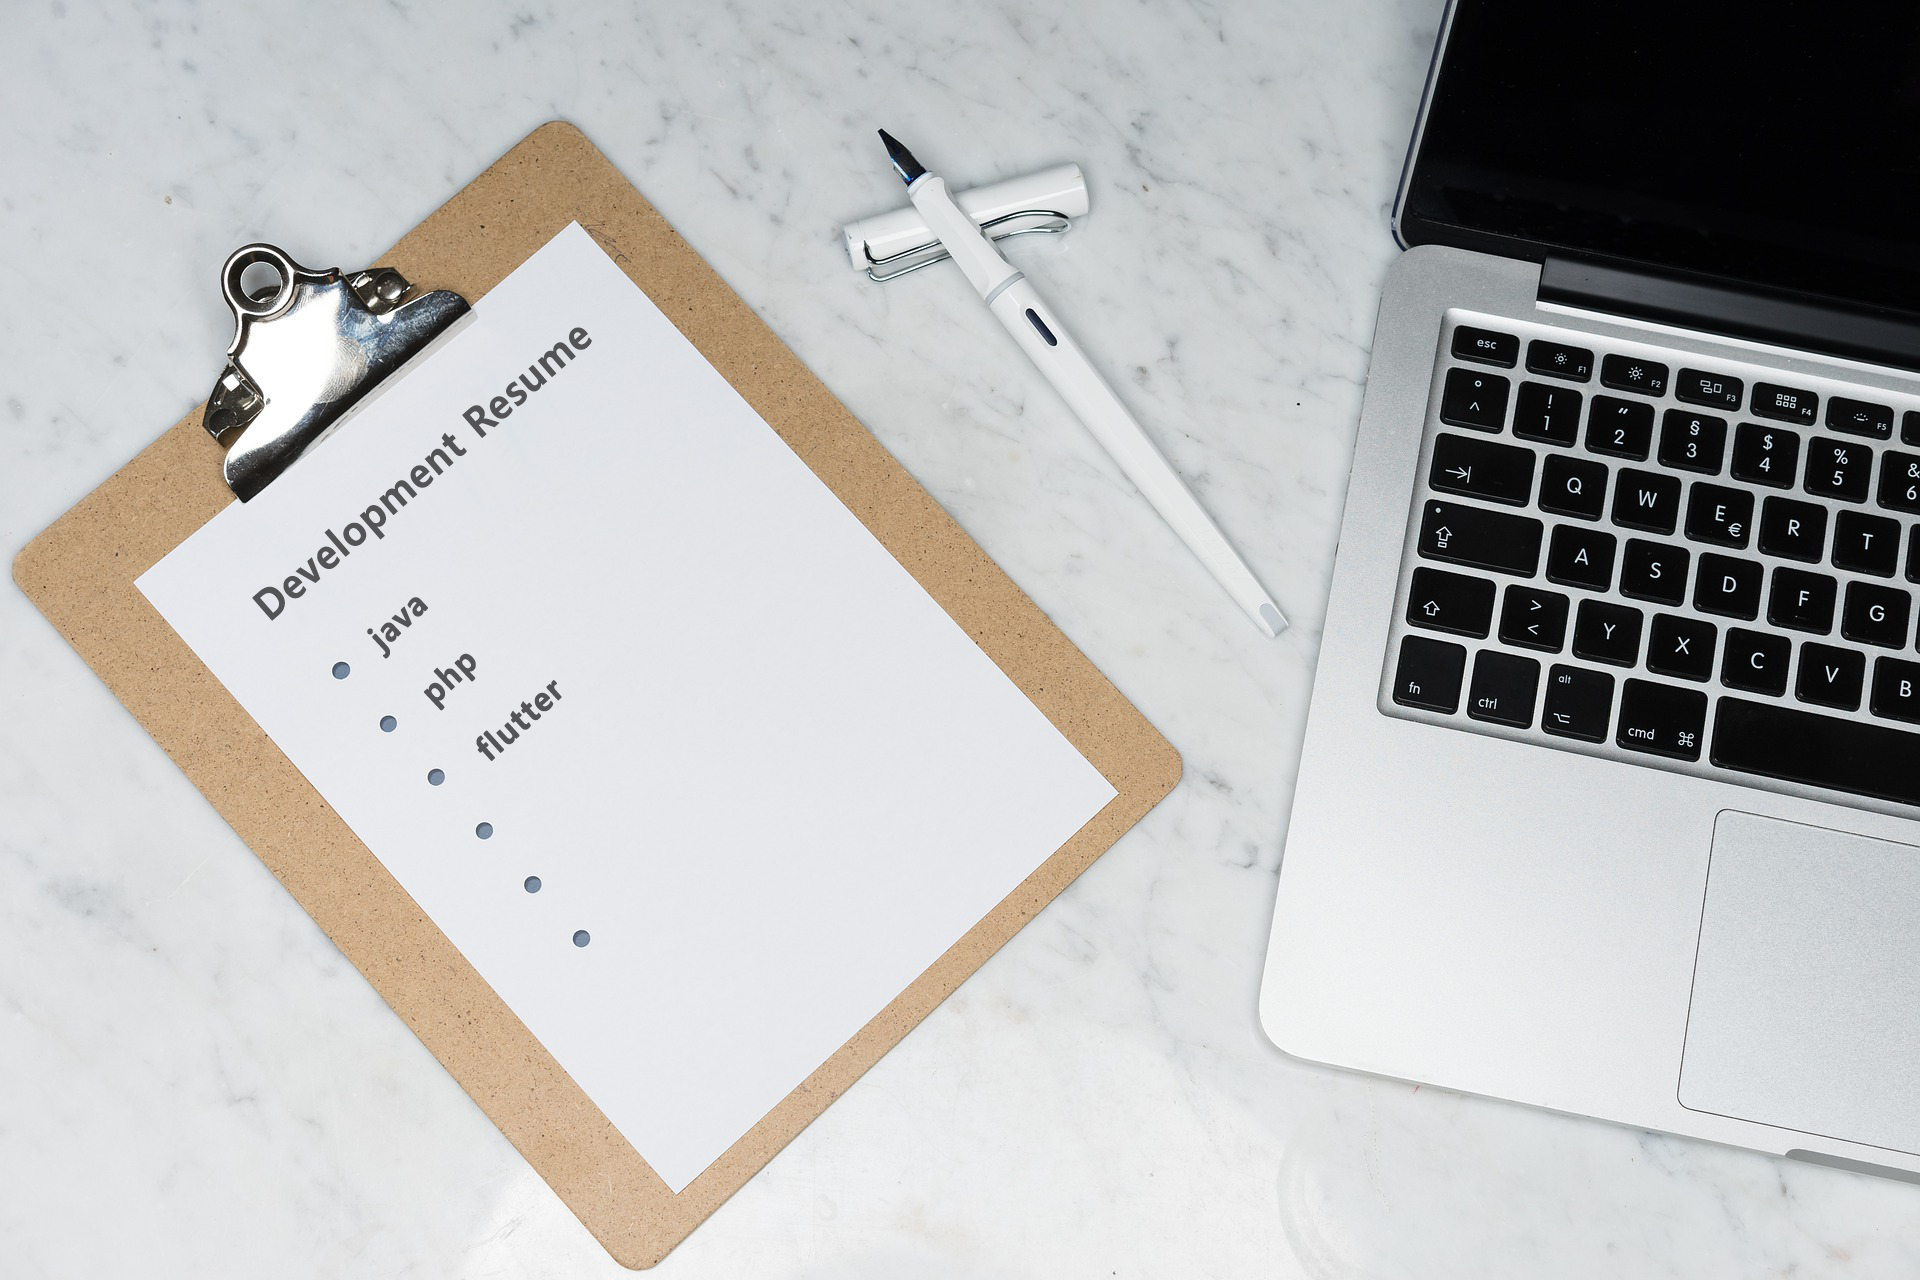 Development Resume
java
php
flutter
esc
F1
F2
F3
F4
F5
° ^
! 1
" 2
§ 3
$ 4
% 5
& 6
Q W E € R T
A S D F G
> < Y X C V B
fn ctrl alt cmd ⌘